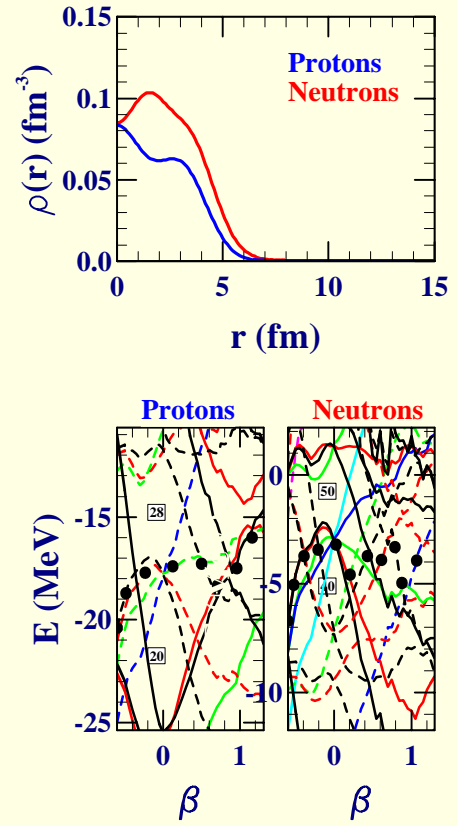 0.15
0.1
0.05
0.0
ρ(r) (fm-3)
Protons
Neutrons
0 5 10 15
r (fm)
Protons Neutrons
E (MeV)
-15
-20
-25
28
20
0
-5
-10
50
40
0 1
0 1
β β